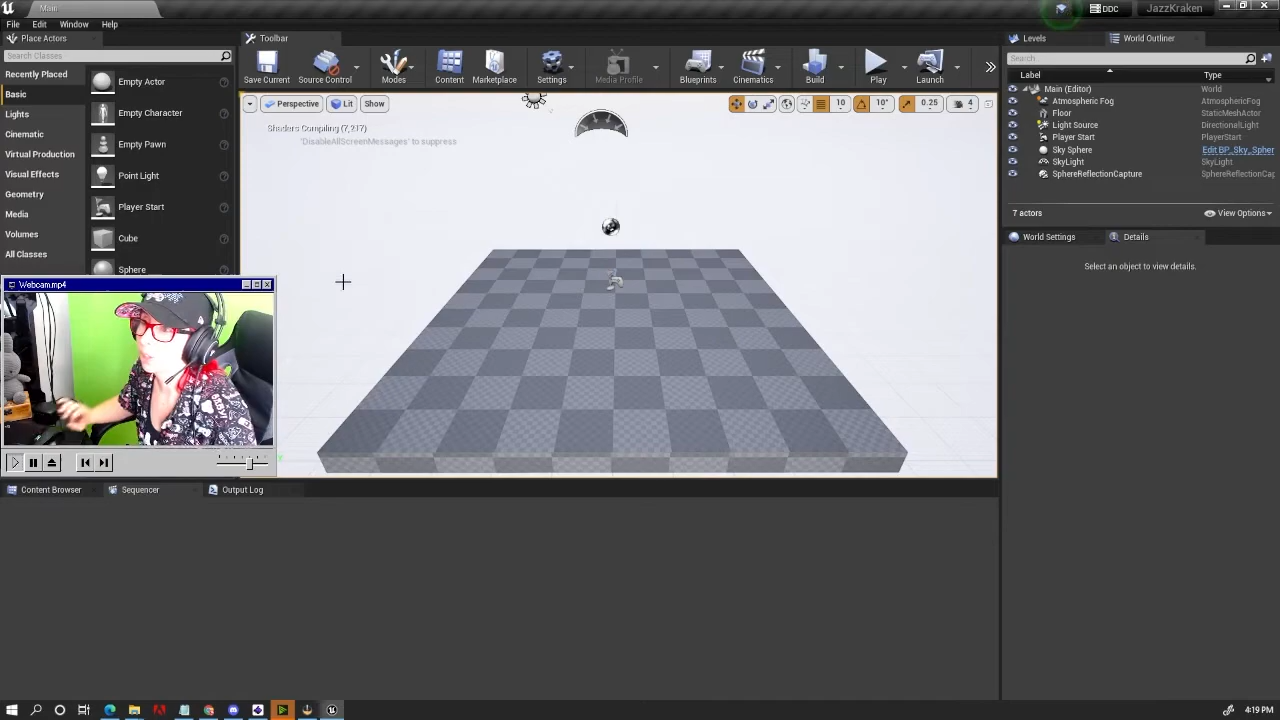 Main
DDC
JazzKraken
File Edit Window Help
Place Actors
Toolbar
Levels
World Outliner
Search Classes
Save Current
Source Control
Modes
Content
Marketplace
Settings
Media Profile
Blueprints
Cinematics
Build
Play
Launch
Search
Label
Type
Recently Placed
Basic
Lights
Cinematic
Virtual Production
Visual Effects
Geometry
Media
Volumes
All Classes
Empty Actor
Empty Character
Empty Pawn
Point Light
Player Start
Cube
Sphere
Perspective
Lit
Show
10
10°
0.25
4
Shaders Compiling (7,217)
'DisableAllScreenMessages' to suppress
Main (Editor) World
Atmospheric Fog AtmosphericFog
Floor StaticMeshActor
Light Source DirectionalLight
Player Start PlayerStart
Sky Sphere Edit BP_Sky_Spher
SkyLight SkyLight
SphereReflectionCapture SphereReflectionCap
7 actors
View Options
World Settings
Details
Select an object to view details.
Webcam.mp4
Content Browser
Sequencer
Output Log
4:19 PM